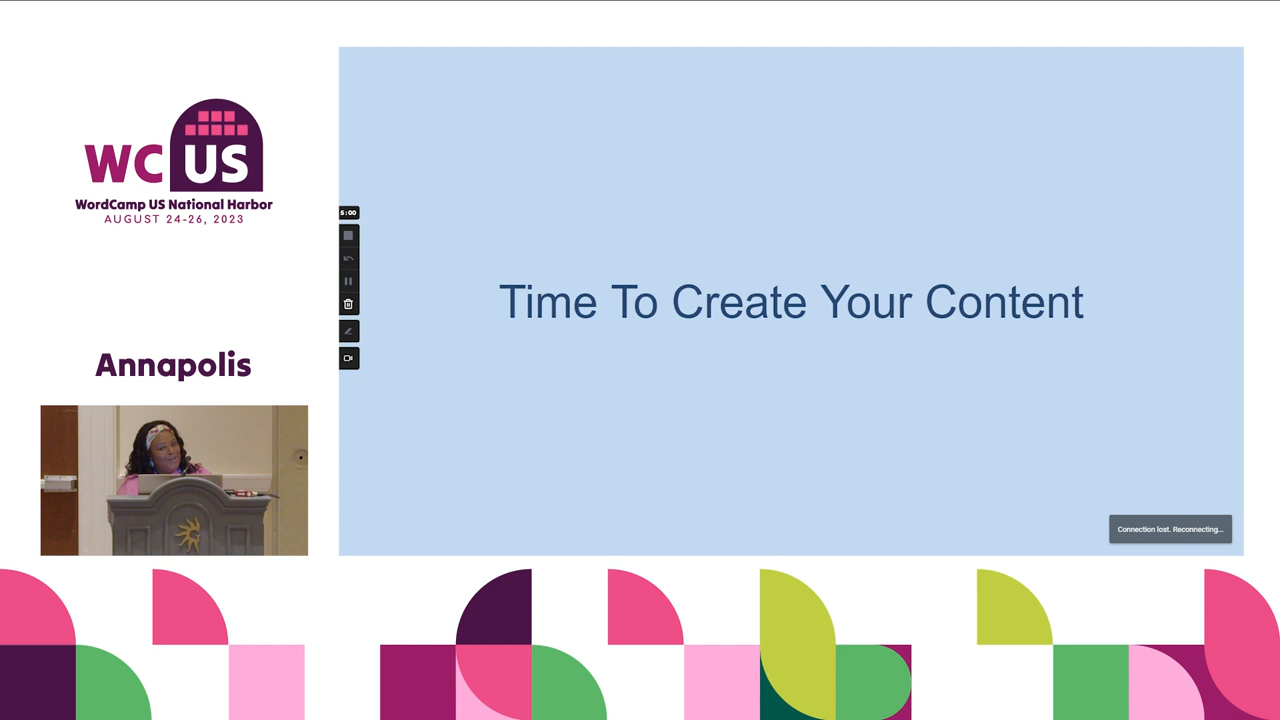 WC US
WordCamp US National Harbor
AUGUST 24-26, 2023
5:00
Time To Create Your Content
Annapolis
Connection lost. Reconnecting...